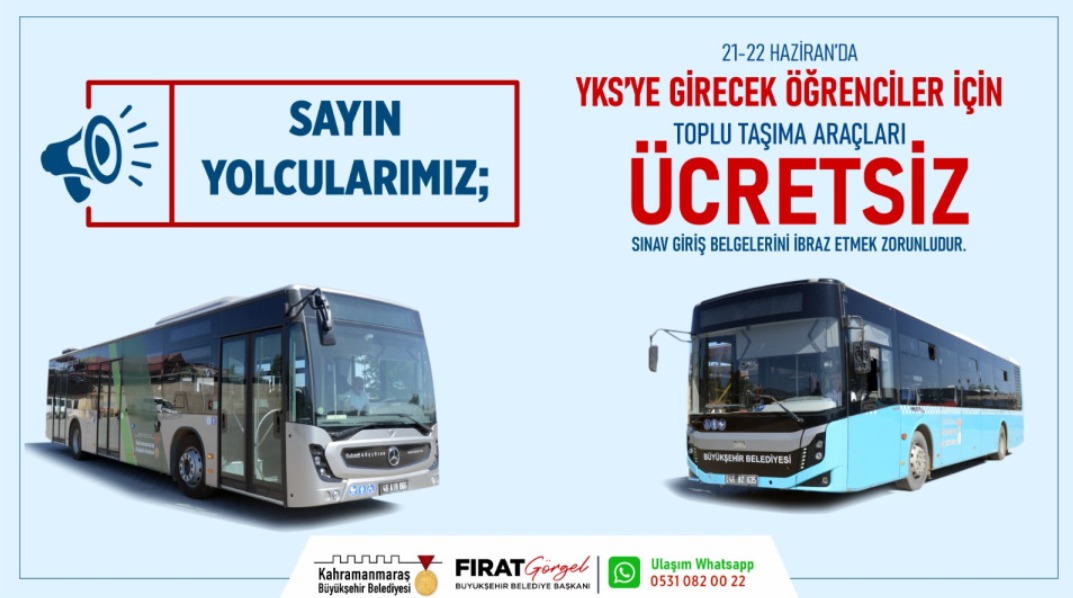 SAYIN
YOLCULARIMIZ;
21-22 HAZİRAN'DA
YKS'YE GİRECEK ÖĞRENCİLER İÇİN
TOPLU TAŞIMA ARAÇLARI
ÜCRETSİZ
SINAV GİRİŞ BELGELERİNİ İBRAZ ETMEK ZORUNLUDUR.
BÜYÜKŞEHİR BELEDİYESİ
Kahramanmaraş
Büyükşehir Belediyesi
FIRAT Görgel
BÜYÜKŞEHİR BELEDİYE BAŞKANI
Ulaşım Whatsapp
0531 082 00 22